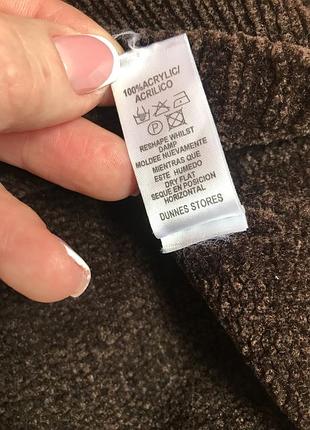 100%ACRYLIC/
ACRILICO
P
RESHAPE WHILST
DAMP
MOLDEE NUEVAMENTE
MIENTRAS QUE
ESTE HUMEDO
DRY FLAT
SEQUE EN POSICION
HORIZONTAL
DUNNES STORES